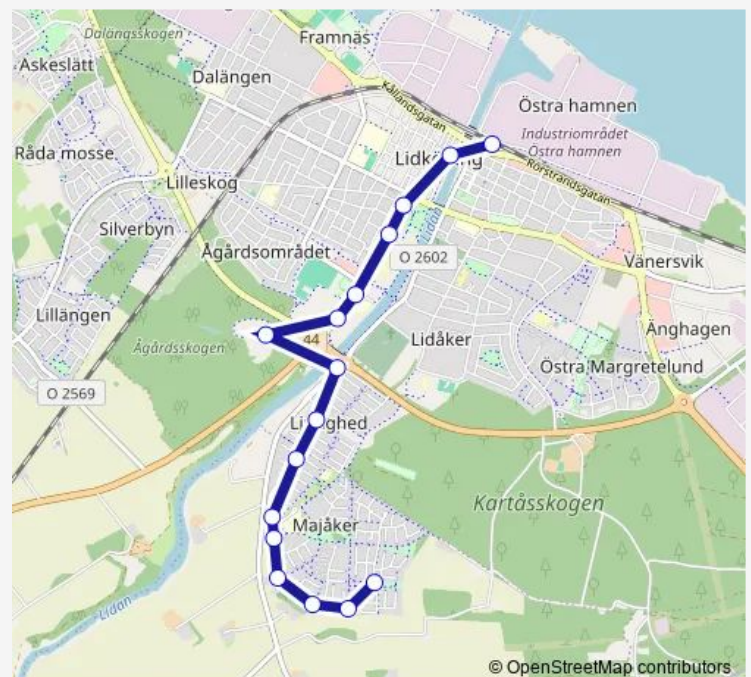 Framnäs
Dalängsskogen
Askeslätt
Dalängen
Östra hamnen
Kållandsgatan
Industriområdet
Östra hamnen
Råda mosse
Lilleskog
Rörstrandsgatan
Silverbyn
Lidan
Ågårdsområdet
O 2602
Vänersvik
Lillängen
Änghagen
44
Lidåker
Ågårdsskogen
Östra Margretelund
O 2569
Kartåsskogen
Majåker
Lidan
© OpenStreetMap contributors